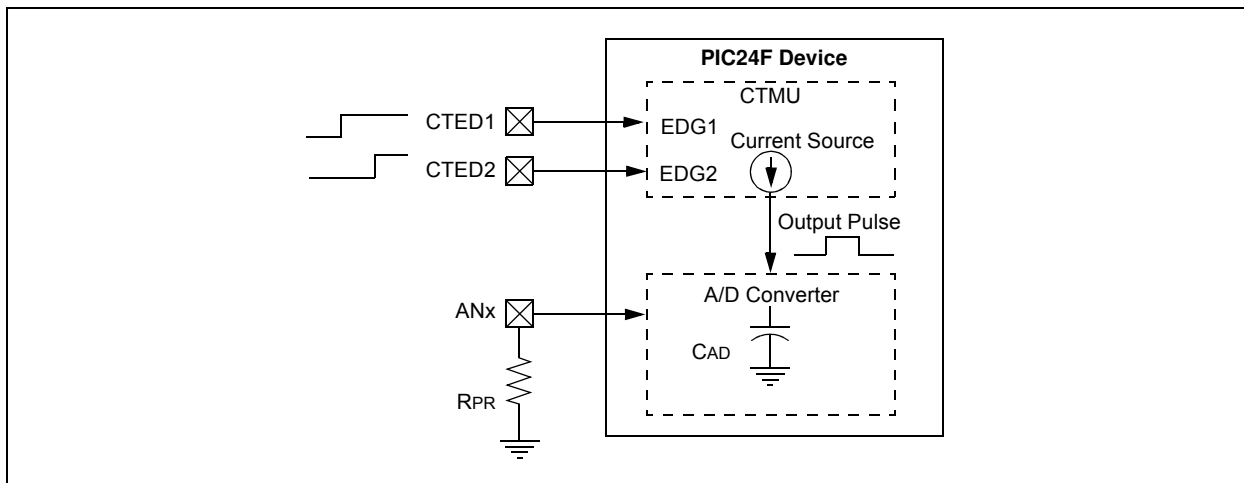 PIC24F Device
CTMU
CTED1
EDG1
Current Source
CTED2
EDG2
Output Pulse
A/D Converter
ANx
CAD
RPR